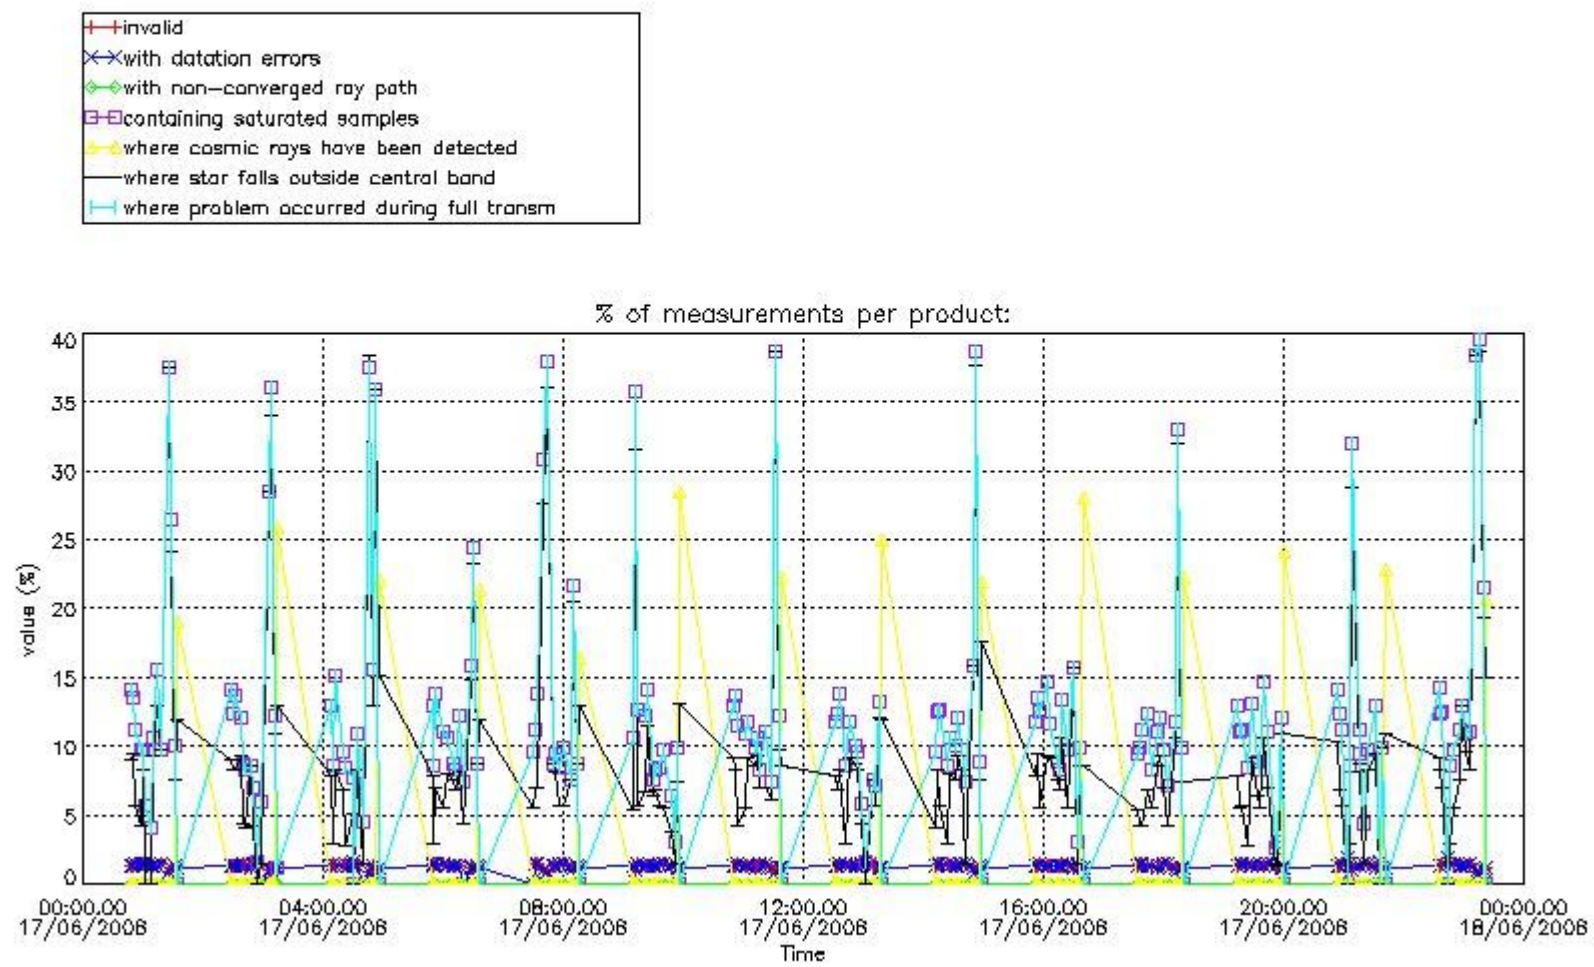 invalid
with datation errors
with non-converged ray path
containing saturated samples
where cosmic rays have been detected
where star falls outside central band
where problem occurred during full transm
% of measurements per product:
40
35
30
25
20
15
10
5
0
value (%)
00:00:00 04:00:00 08:00:00 12:00:00 16:00:00 20:00:00 00:00:00
17/06/2008 17/06/2008 17/06/2008 17/06/2008 17/06/2008 17/06/2008 18/06/2008
Time